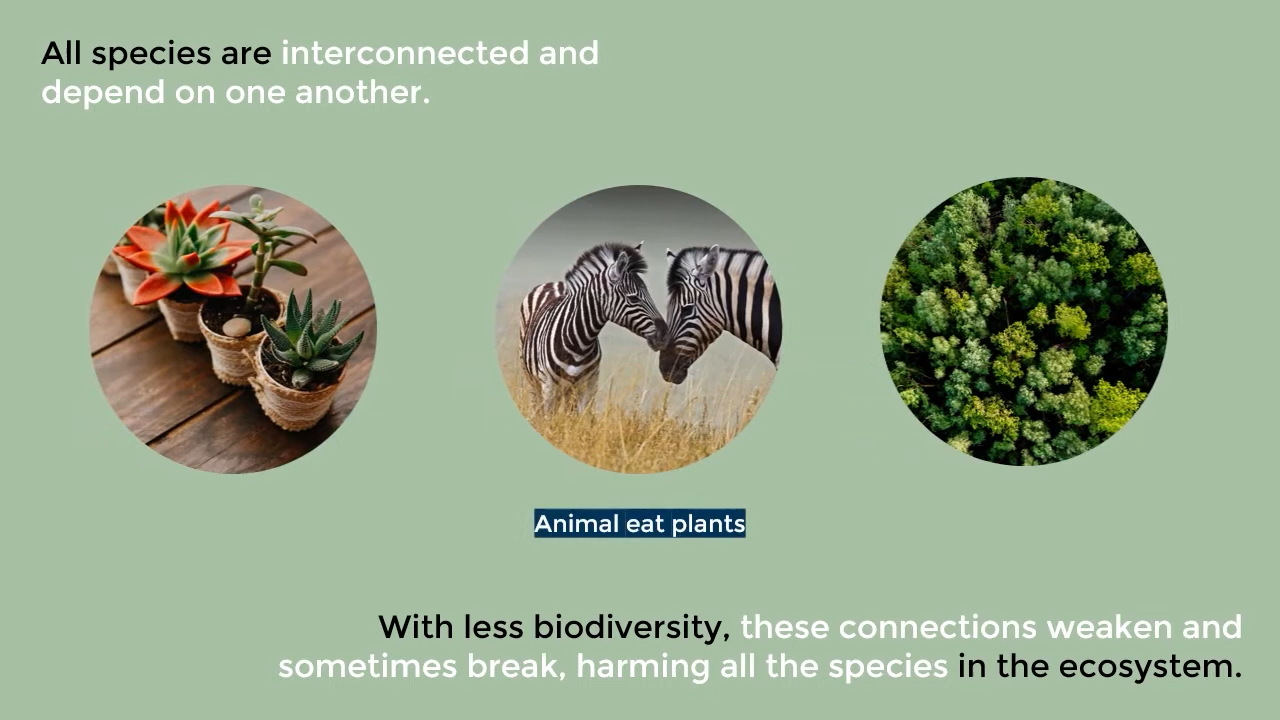 All species are interconnected and
depend on one another.
Animal eat plants
With less biodiversity, these connections weaken and
sometimes break, harming all the species in the ecosystem.